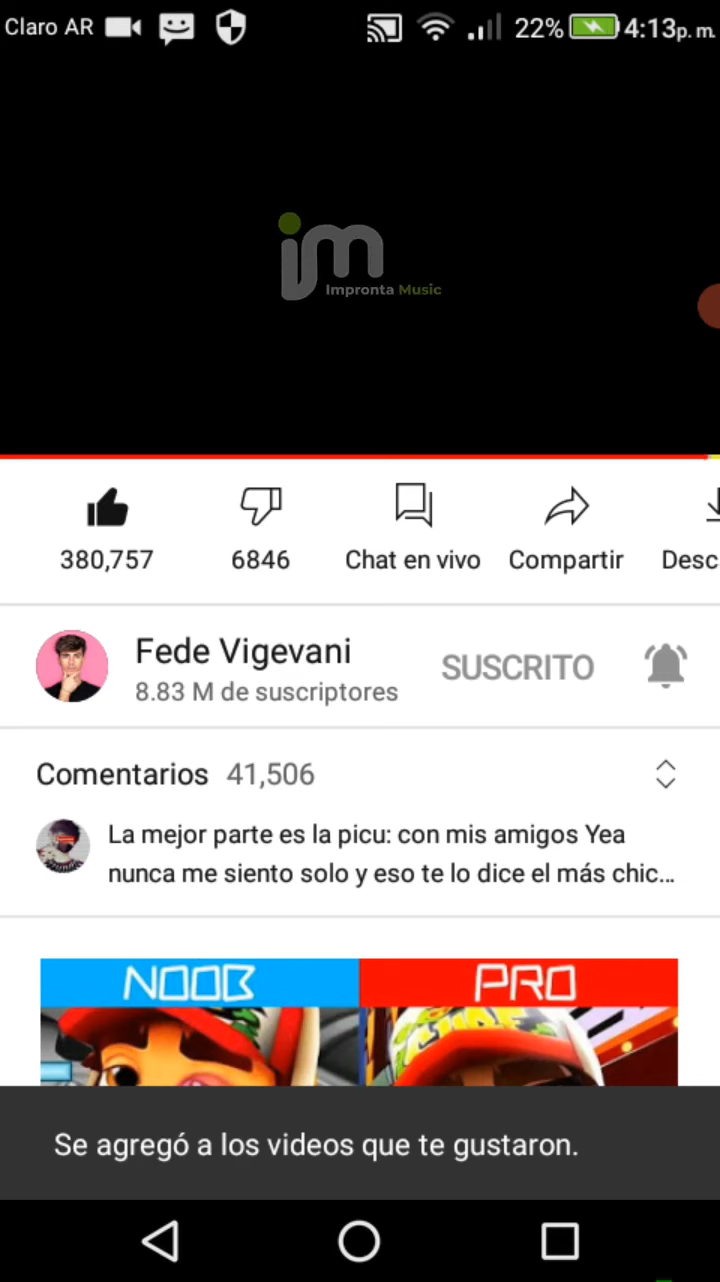 Claro AR 22% 4:13p. m.
im
Impronta Music
380,757 6846 Chat en vivo Compartir Desc
Fede Vigevani
8.83 M de suscriptores
SUSCRITO
Comentarios 41,506
La mejor parte es la picu: con mis amigos Yea
nunca me siento solo y eso te lo dice el más chic...
NOOB PRO
Se agregó a los videos que te gustaron.